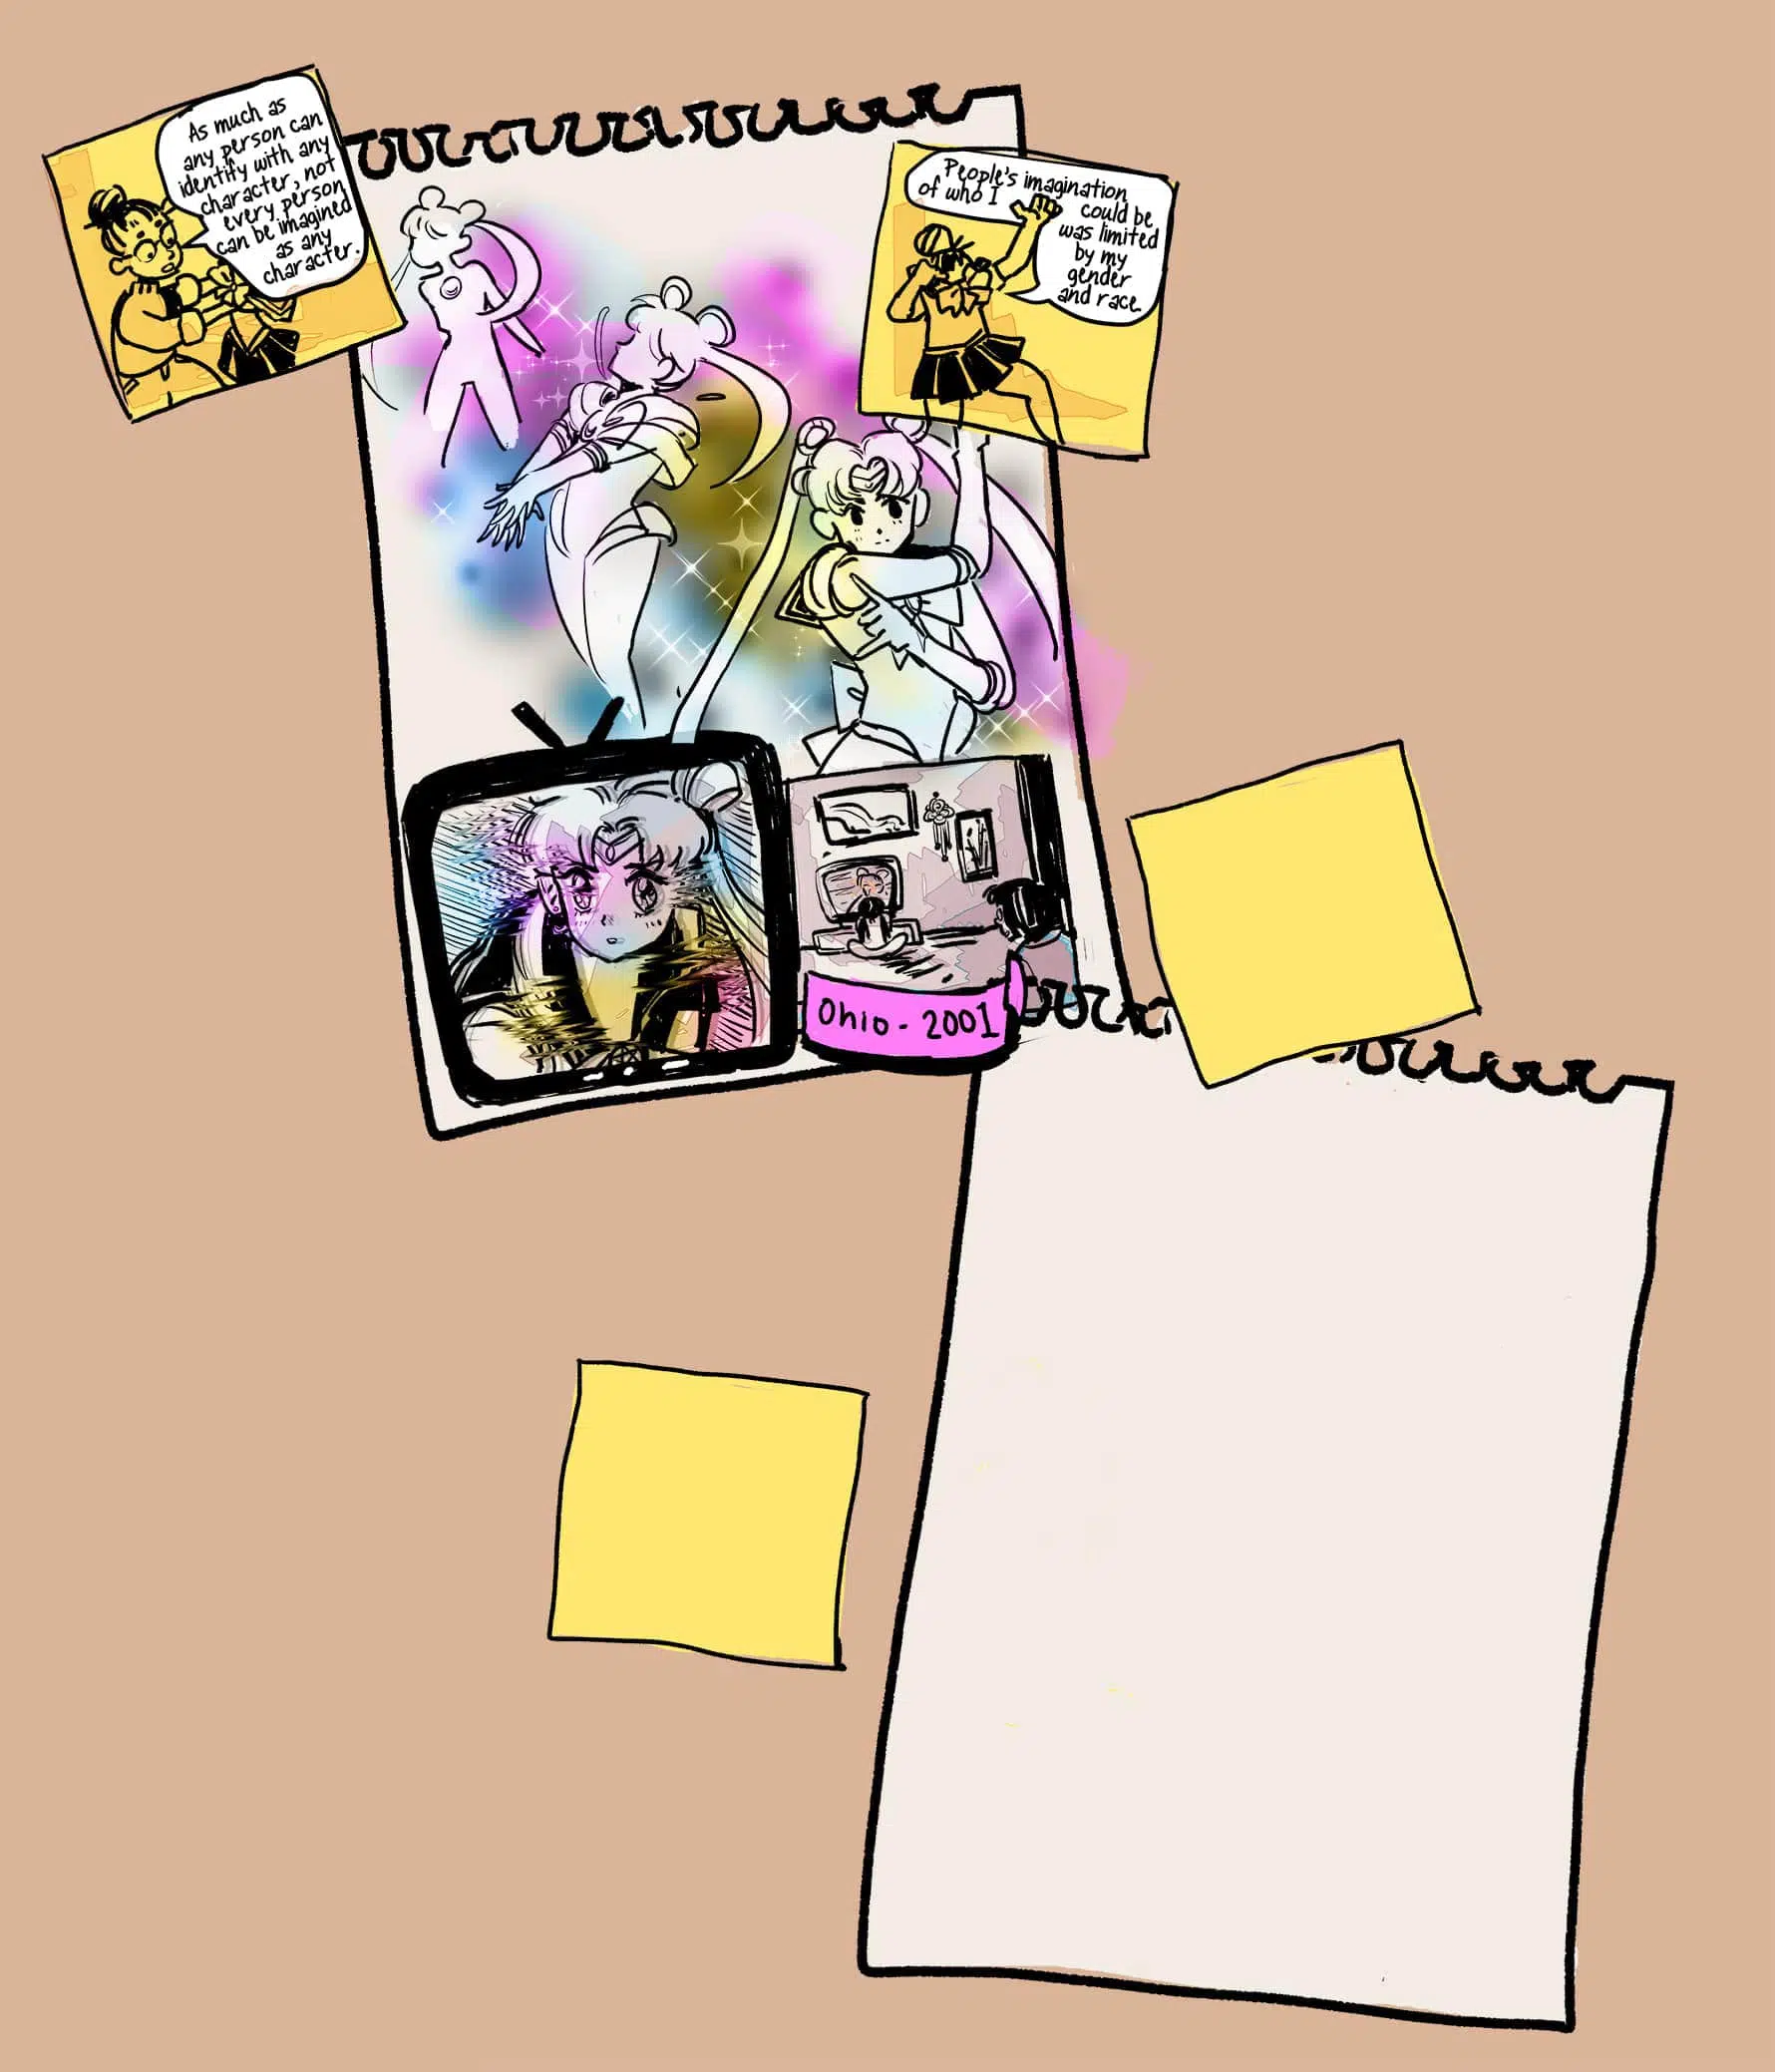 As much as
any person can
identify with any
character, not
every person
can be imagined
as any
character.
People's imagination
of who I could be
was limited
by my
gender
and race
Ohio - 2001